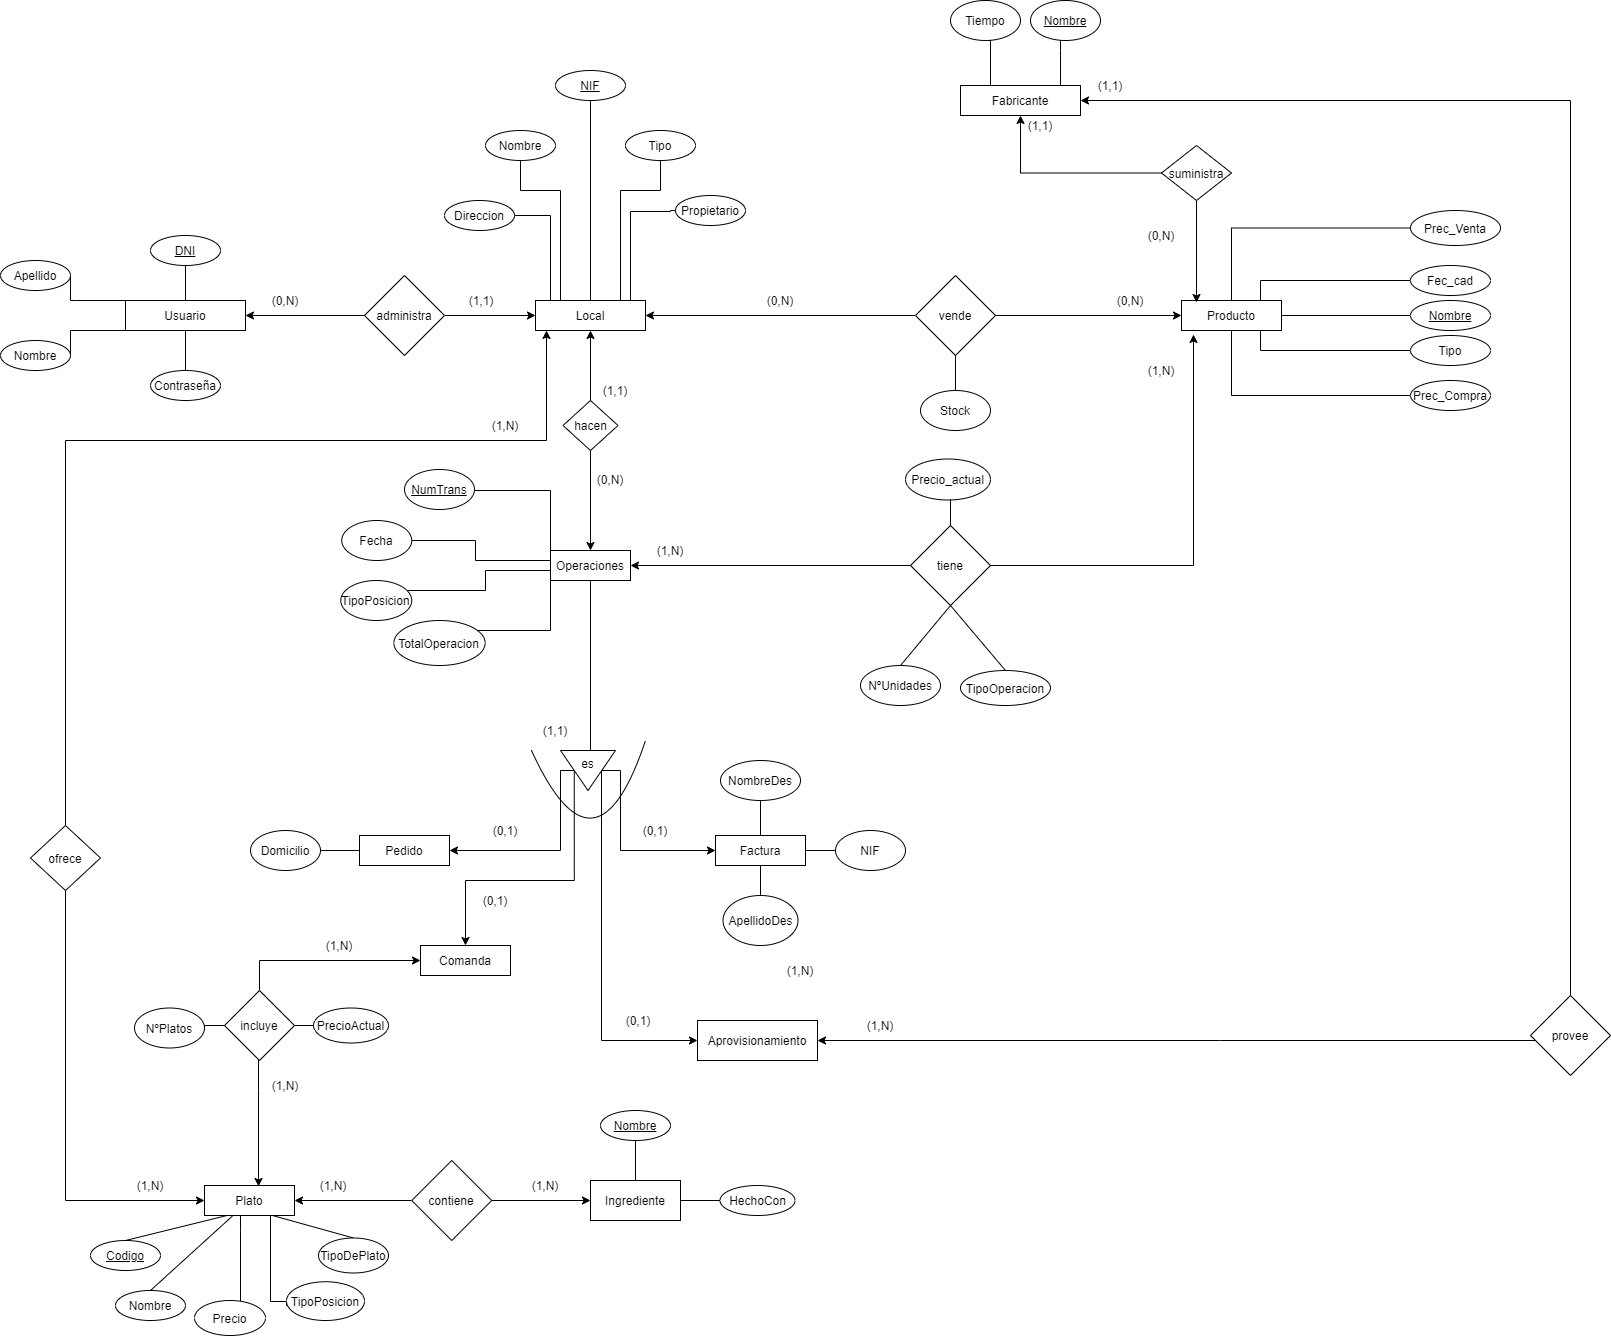 Tiempo
Nombre
Fabricante
(1,1)
(1,1)
NIF
Nombre
Tipo
suministra
Direccion
Propietario
(0,N)
Prec_Venta
DNI
Apellido
Fec_cad
Usuario
(0,N)
administra
(1,1)
Local
(0,N)
vende
(0,N)
Producto
Nombre
Nombre
Tipo
Contraseña
(1,N)
Prec_Compra
(1,1)
Stock
(1,N)
hacen
(0,N)
Precio_actual
NumTrans
Fecha
(1,N)
Operaciones
tiene
TipoPosicion
TotalOperacion
NºUnidades
TipoOperacion
(1,1)
es
NombreDes
(0,1)
(0,1)
Domicilio
Pedido
Factura
NIF
ofrece
(0,1)
ApellidoDes
(1,N)
Comanda
(1,N)
NºPlatos
incluye
PrecioActual
(0,1)
(1,N)
Aprovisionamiento
provee
(1,N)
Nombre
(1,N)
Plato
(1,N)
contiene
(1,N)
Ingrediente
HechoCon
Codigo
TipoDePlato
Nombre
Precio
TipoPosicion